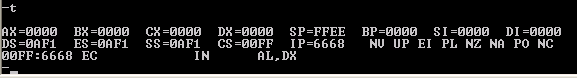 -t
AX=0000 BX=0000 CX=0000 DX=0000 SP=FFEE BP=0000 SI=0000 DI=0000
DS=0AF1 ES=0AF1 SS=0AF1 CS=00FF IP=6668 NV UP EI PL NZ NA PO NC
00FF:6668 EC IN AL,DX
-